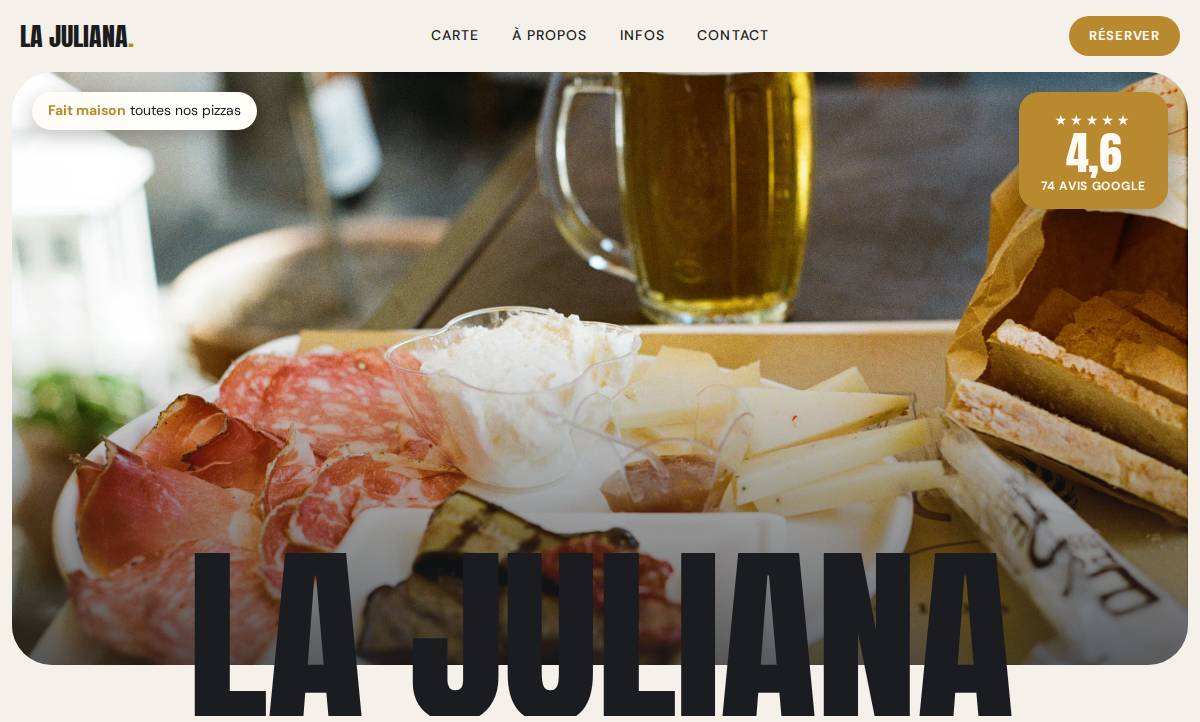 LA JULIANA.
CARTE
À PROPOS
INFOS
CONTACT
RÉSERVER
Fait maison toutes nos pizzas
★★★★★
4,6
74 AVIS GOOGLE
LA JULIANA